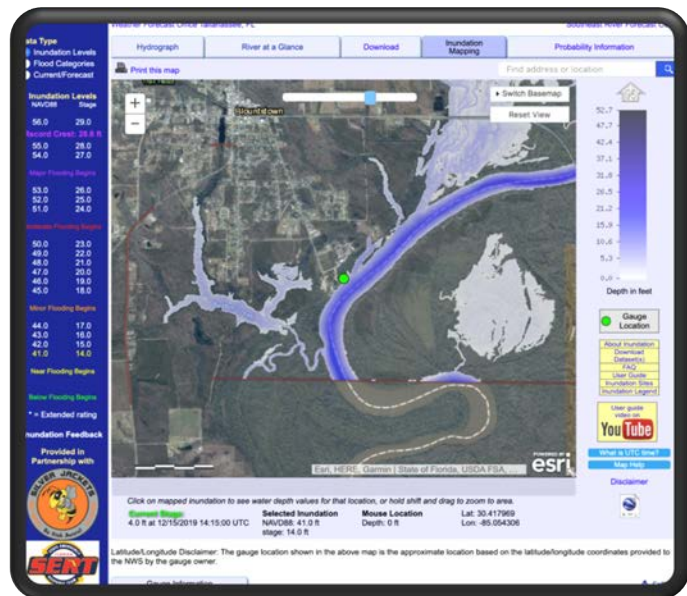 Weather Forecast Office Tallahassee, FL
Southeast River Forecast
Hydrograph
River at a Glance
Download
Inundation
Mapping
Probability Information
Print this map
Find address or location
ata Type
Inundation Levels
Flood Categories
Current/Forecast
Inundation Levels
NAVD88 Stage
56.0 29.0
Record Crest: 28.6 ft
55.0 28.0
54.0 27.0
Major Flooding Begins
53.0 26.0
52.0 25.0
51.0 24.0
Moderate Flooding Begins
50.0 23.0
49.0 22.0
48.0 21.0
47.0 20.0
46.0 19.0
45.0 18.0
Minor Flooding Begins
44.0 17.0
43.0 16.0
42.0 15.0
41.0 14.0
Near Flooding Begins
Below Flooding Begins
* = Extended rating
nundation Feedback
Provided in
Partnership with
SILVER JACKETS
SERT
+
−
Blountstown
Switch Basemap
Reset View
52.7
47.7
42.4
37.1
31.8
26.5
21.2
15.9
10.6
5.3
0.0
Depth in feet
Gauge
Location
About Inundation
Download
Dataset(s)
FAQ
User Guide
Inundation Sites
Inundation Legend
User guide
video on
YouTube
What is UTC time?
Map Help
Disclaimer
POWERED BY
esri
Esri, HERE, Garmin | State of Florida, USDA FSA, ...
Click on mapped inundation to see water depth values for that location, or hold shift and drag to zoom to area.
Current Stage:
4.0 ft at 12/15/2019 14:15:00 UTC
Selected Inundation
NAVD88: 41.0 ft
stage: 14.0 ft
Mouse Location
Depth: 0 ft
Lat: 30.417969
Lon: -85.054306
Latitude/Longitude Disclaimer: The gauge location shown in the above map is the approximate location based on the latitude/longitude coordinates provided to
the NWS by the gauge owner.
Gauge Information